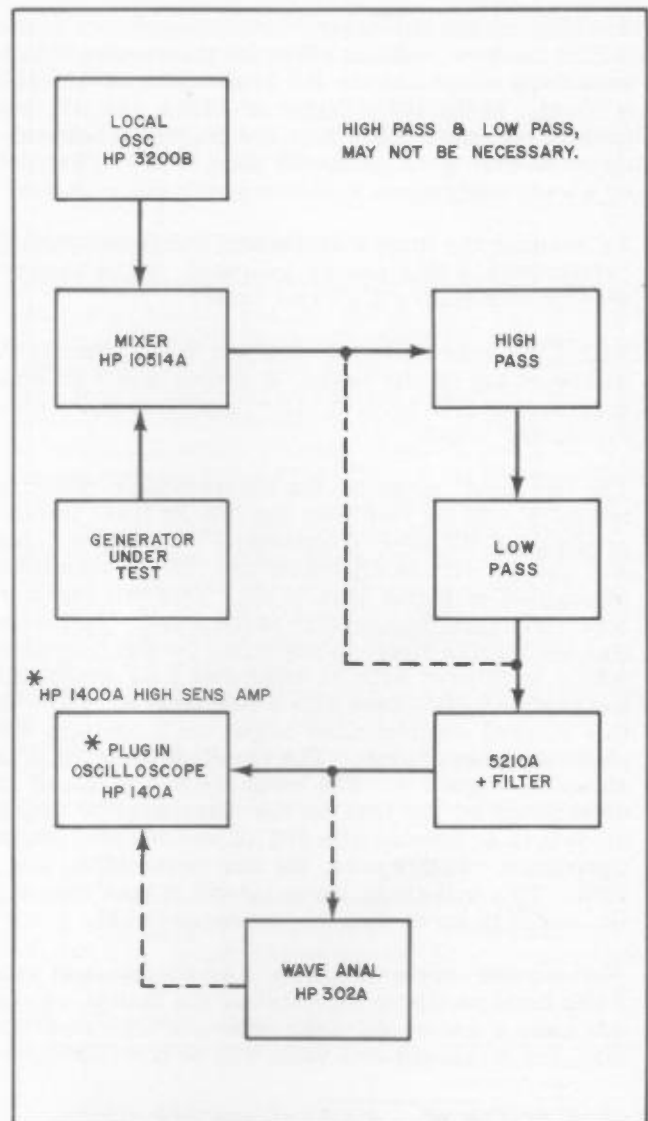 LOCAL
OSC
HP 3200B
HIGH PASS & LOW PASS,
MAY NOT BE NECESSARY.
MIXER
HP 10514A
HIGH
PASS
GENERATOR
UNDER
TEST
LOW
PASS
*HP 1400A HIGH SENS AMP
* PLUG IN
OSCILLOSCOPE
HP 140A
5210A
+ FILTER
WAVE ANAL
HP 302A